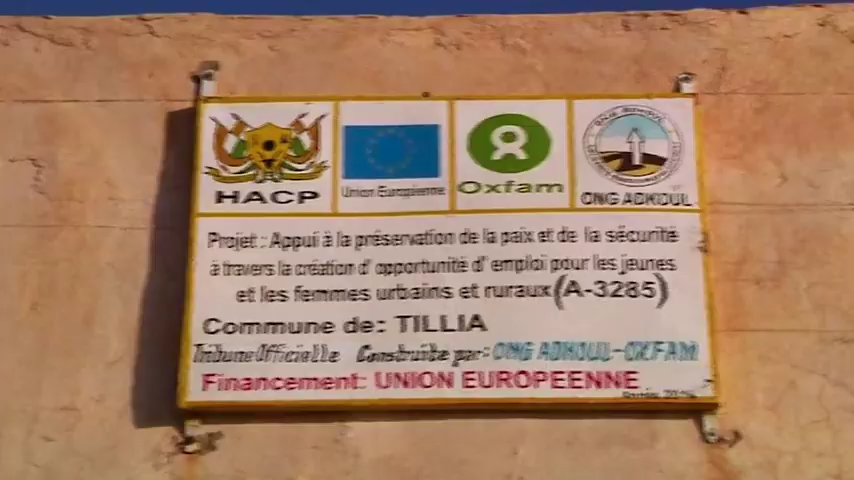 HACP
Union Européenne
Oxfam
ONG ADKOUL
Projet : Appui à la préservation de la paix et de la sécurité
à travers la création d' opportunité d' emploi pour les jeunes
et les femmes urbains et ruraux (A-3285)
Commune de: TILLIA
Tribune Officielle Construite par: ONG ADKOUL-OXFAM
Financement: UNION EUROPEENNE